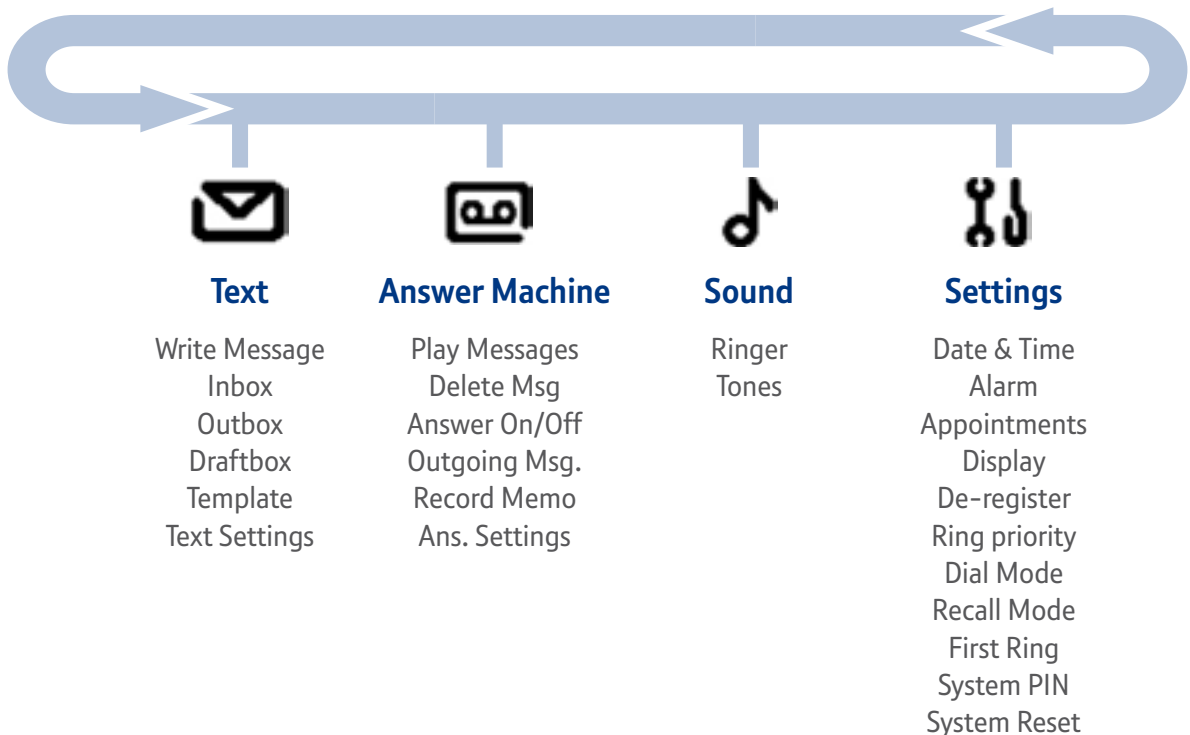 Text
Write Message
Inbox
Outbox
Draftbox
Template
Text Settings
Answer Machine
Play Messages
Delete Msg
Answer On/Off
Outgoing Msg.
Record Memo
Ans. Settings
Sound
Ringer
Tones
Settings
Date & Time
Alarm
Appointments
Display
De-register
Ring priority
Dial Mode
Recall Mode
First Ring
System PIN
System Reset